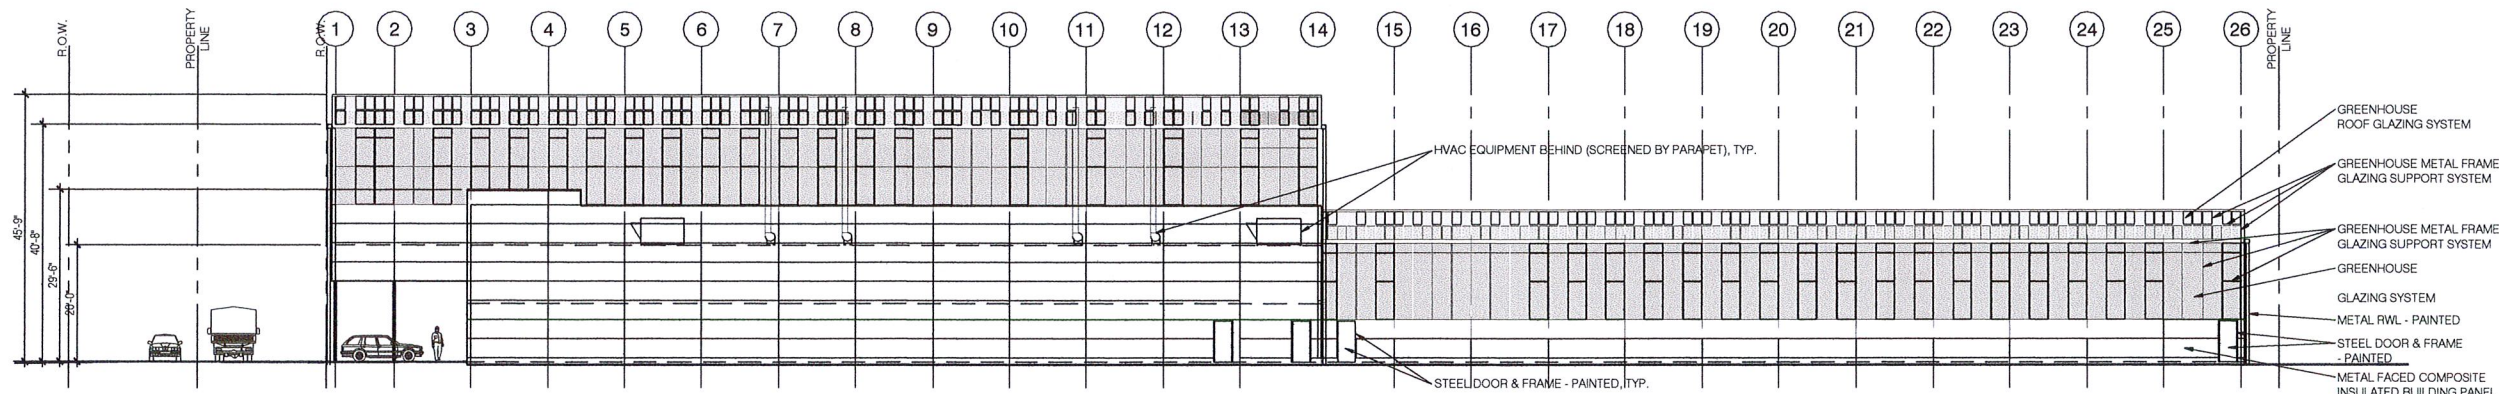 R.O.W.
PROPERTY
LINE
R.O.W.
1 2 3 4 5 6 7 8 9 10 11 12 13 14 15 16 17 18 19 20 21 22 23 24 25 26
PROPERTY
LINE
45'-9"
40'-8"
29'-6"
20'-0"
HVAC EQUIPMENT BEHIND (SCREENED BY PARAPET), TYP.
STEEL DOOR & FRAME - PAINTED, TYP.
GREENHOUSE
ROOF GLAZING SYSTEM
GREENHOUSE METAL FRAME
GLAZING SUPPORT SYSTEM
GREENHOUSE METAL FRAME
GLAZING SUPPORT SYSTEM
GREENHOUSE
GLAZING SYSTEM
METAL RWL - PAINTED
STEEL DOOR & FRAME
- PAINTED
METAL FACED COMPOSITE
INSULATED BUILDING PANEL